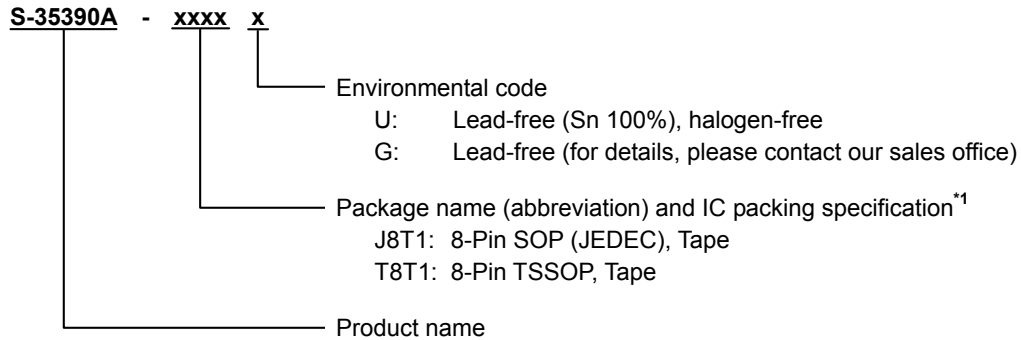 S-35390A - xxxx x
Environmental code
U: Lead-free (Sn 100%), halogen-free
G: Lead-free (for details, please contact our sales office)
Package name (abbreviation) and IC packing specification*1
J8T1: 8-Pin SOP (JEDEC), Tape
T8T1: 8-Pin TSSOP, Tape
Product name